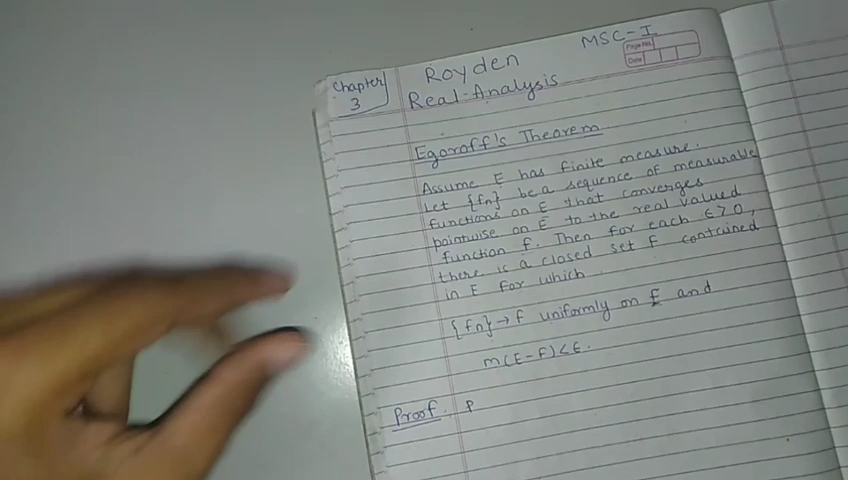 MSC-I
Page No.
Date
Chapter
3
Royden
Real-Analysis
Egoroff's Theorem
Assume E has finite measure.
Let {fn} be a sequence of measurable
functions on E that converges
pointwise on E to the real valued
function f. Then for each ϵ>0,
there is a closed set F contained
in E for which
{fn}→f uniformly on F and
m(E-F)<ϵ.
Proof. P